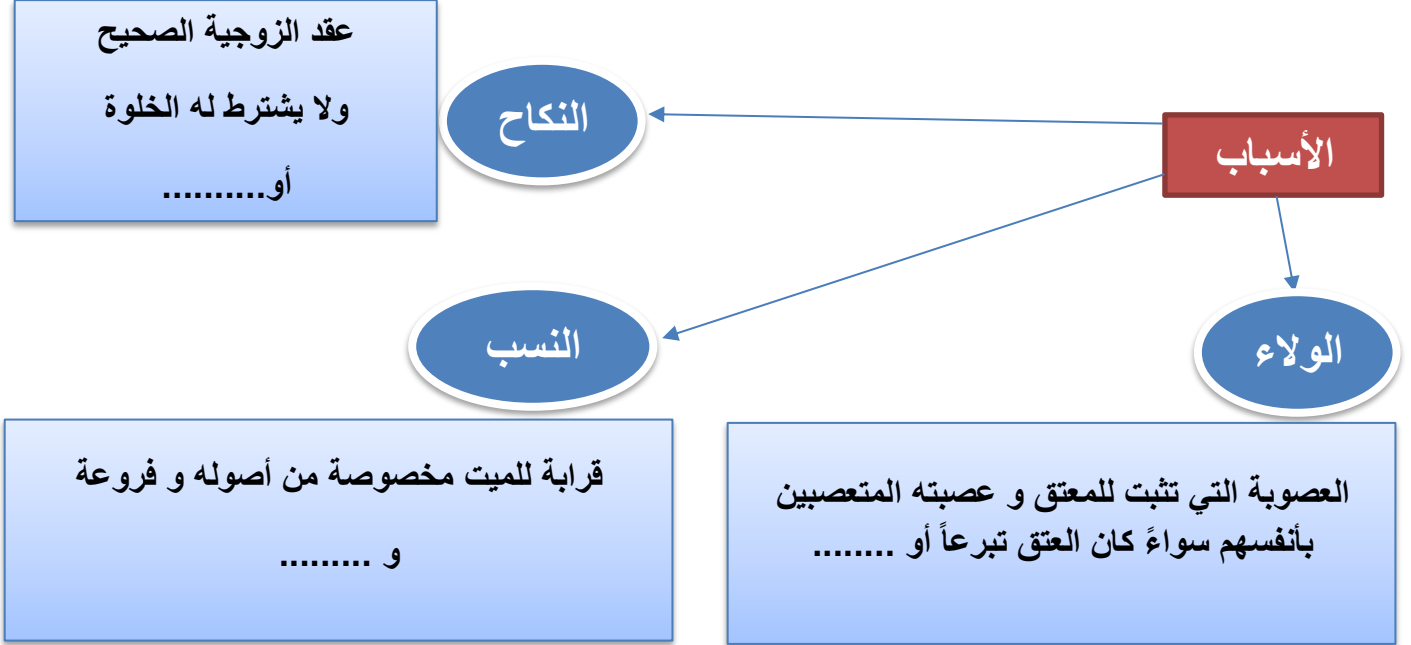 الأسباب
النكاح
عقد الزوجية الصحيح
ولا يشترط له الخلوة
أو..........
النسب
قرابة للميت مخصوصة من أصوله و فروعة
و .........
الولاء
العصوبة التي تثبت للمعتق و عصبته المتعصبين
بأنفسهم سواءً كان العتق تبرعاً أو ........